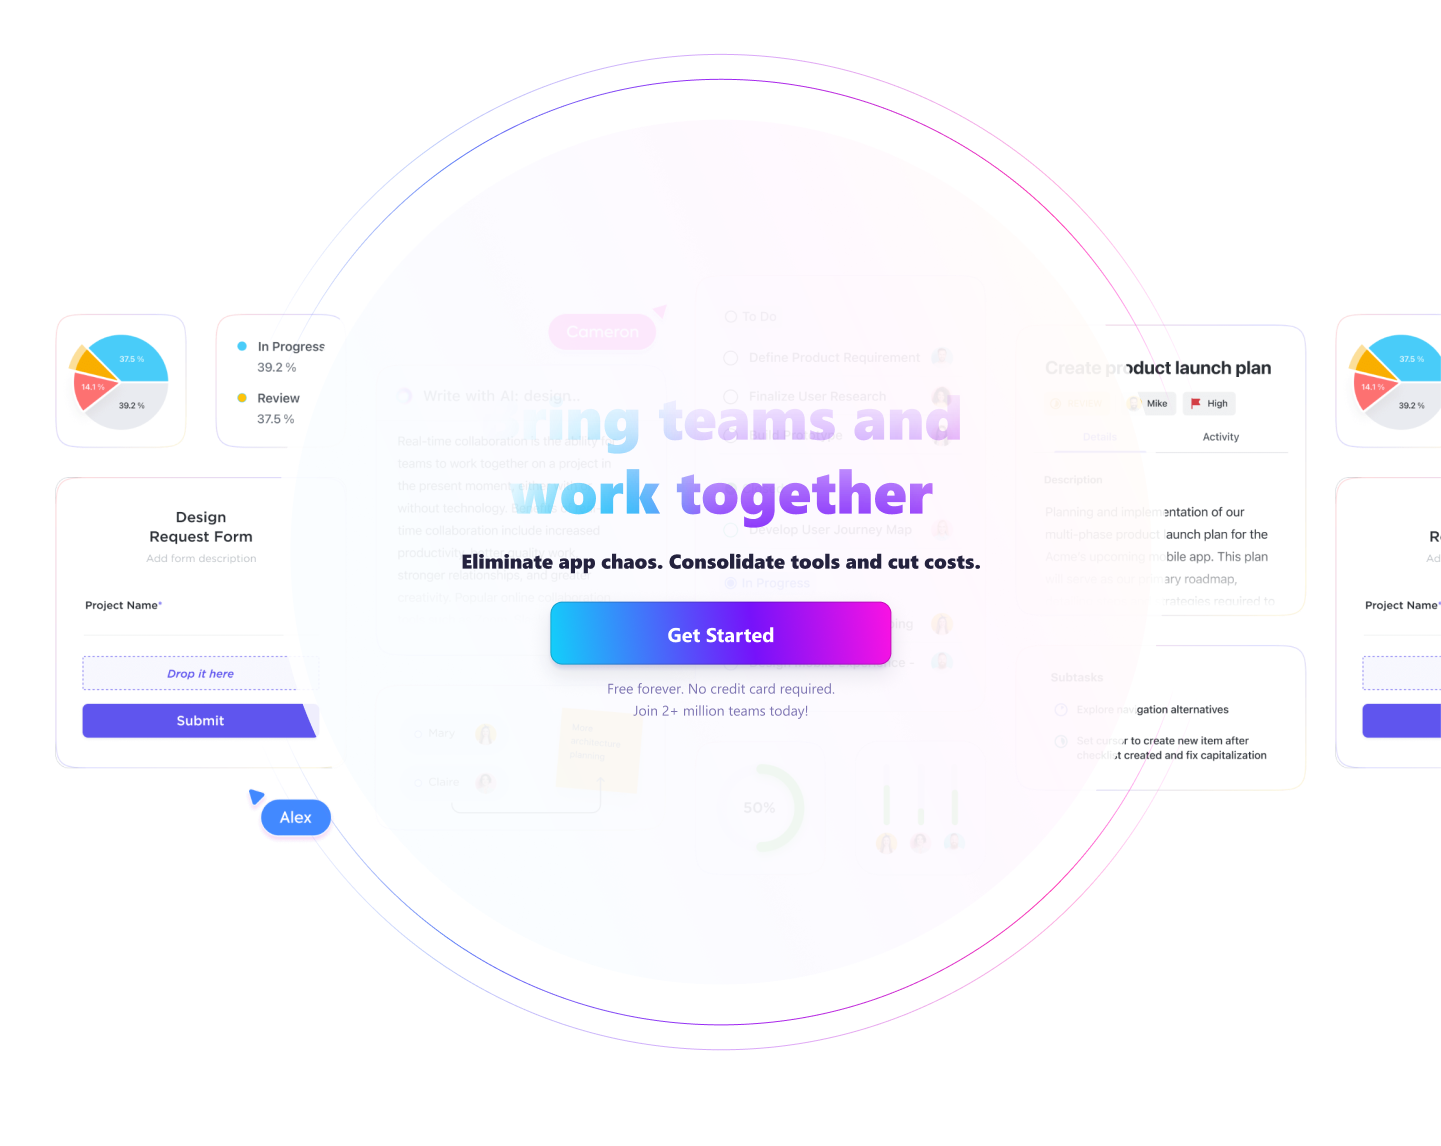 37.5 %
14.1 %
39.2 %
In Progress
39.2 %
Review
37.5 %
Design
Request Form
Add form description
Project Name*
Drop it here
Submit
Alex
Cameron
Write with AI: design...
Real-time collaboration is the ability for
teams to work together on a project in
the present moment,
without technology.
time collaboration include increased
productivity, better quality work,
stronger relationships, and greater
creativity. Popular online collaboration
To Do
Define Product Requirement
Finalize User Research
Build Prototype
Develop User Journey Map
In Progress
ring teams and
work together
Eliminate app chaos. Consolidate tools and cut costs.
Get Started
Free forever. No credit card required.
Join 2+ million teams today!
Mary
Claire
architecture
planning
50%
Create product launch plan
Mike
High
Details
Activity
Description
Planning and implementation of our
multi-phase product launch plan for the
Acme's upcoming mobile app. This plan
will serve as our primary roadmap,
strategies required to
Subtasks
Explore navigation alternatives
Set cursor to create new item after
checklist created and fix capitalization
37.5 %
14.1 %
39.2 %
R
Ad
Project Name*